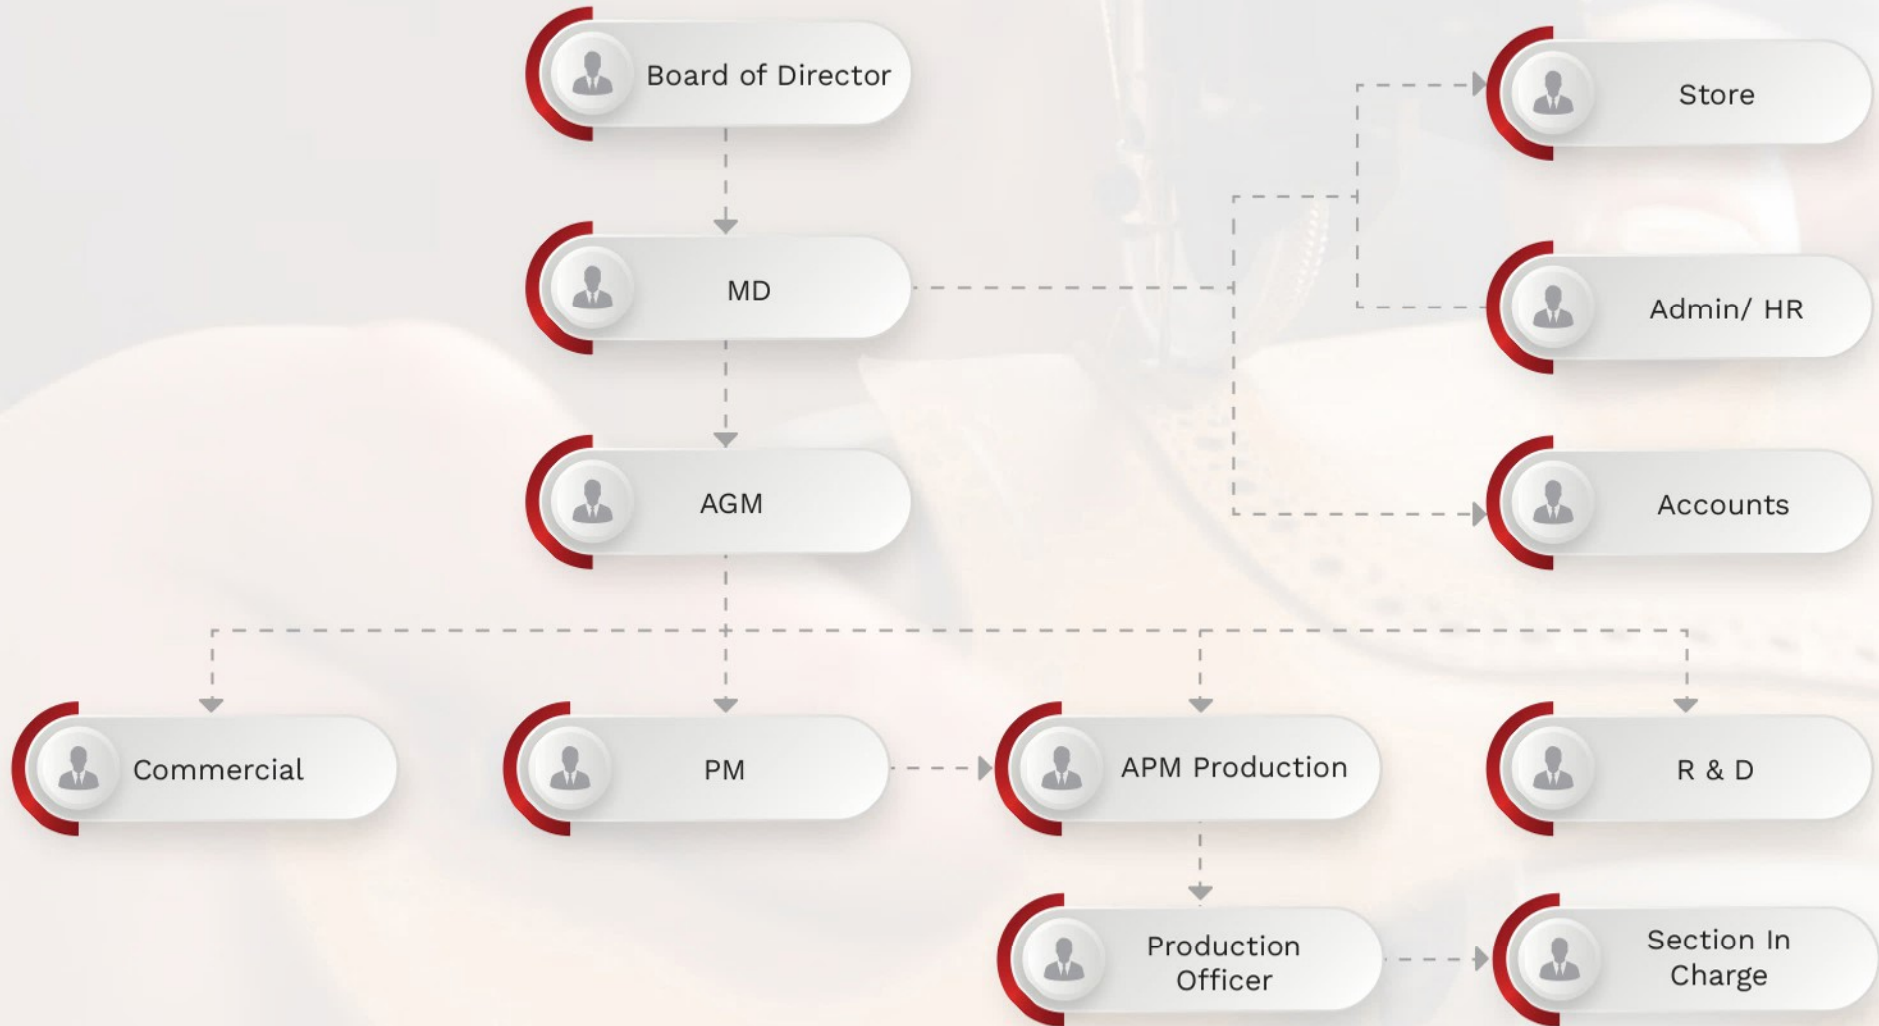 Board of Director
Store
MD
Admin/ HR
AGM
Accounts
Commercial
PM
APM Production
R & D
Production
Officer
Section In
Charge